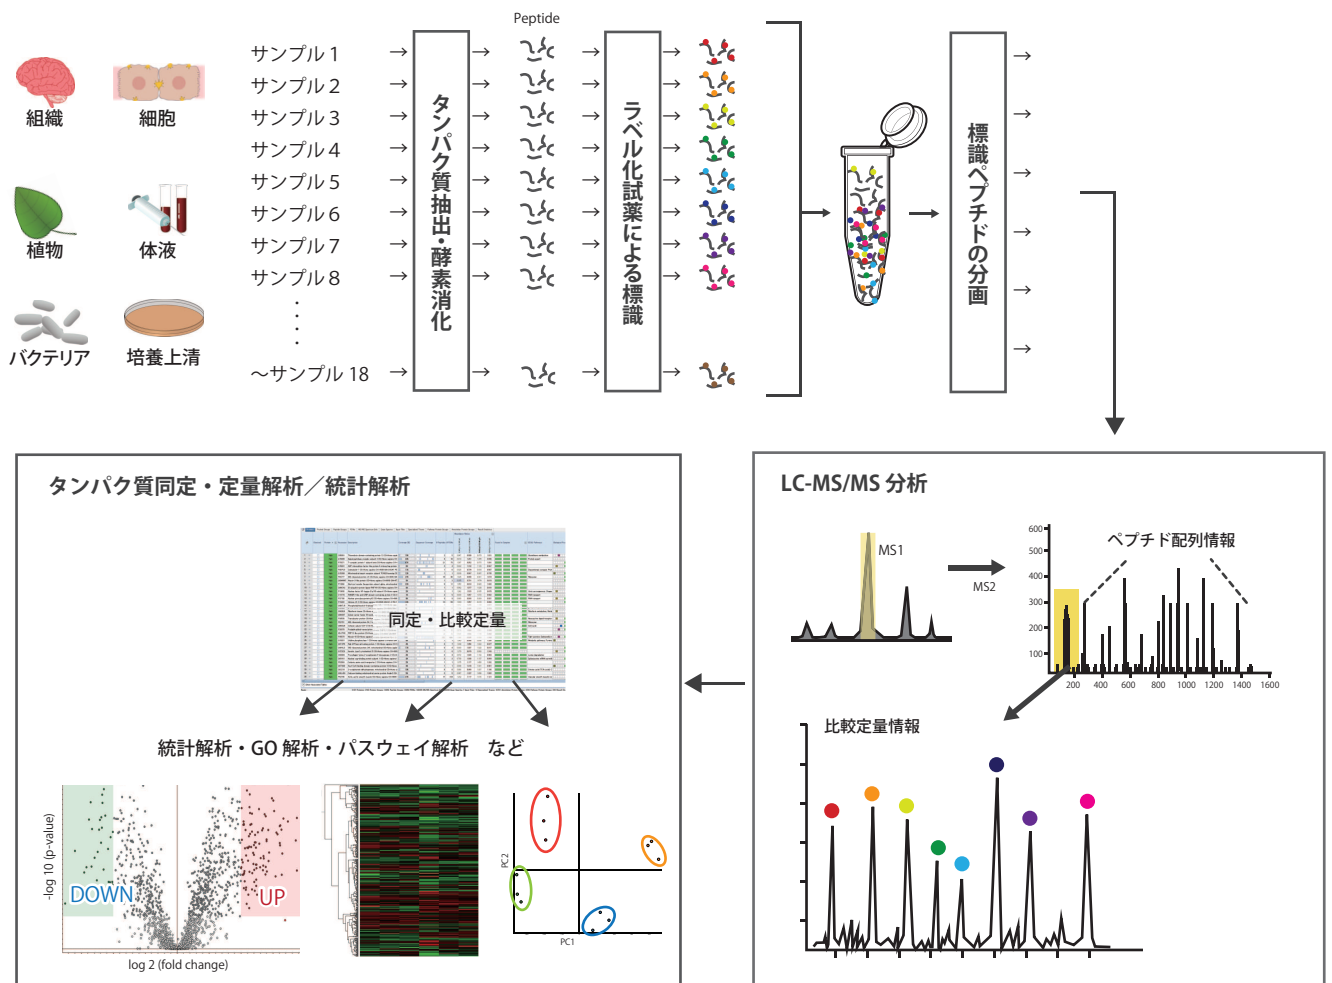 Peptide
組織
細胞
植物
体液
バクテリア
培養上清
サンプル 1
サンプル 2
サンプル 3
サンプル 4
サンプル 5
サンプル 6
サンプル 7
サンプル 8
～サンプル 18
タンパク質抽出・酵素消化
ラベル化試薬による標識
標識ペプチドの分画
タンパク質同定・定量解析／統計解析
同定・比較定量
統計解析・GO 解析・パスウェイ解析　など
-log 10 (p-value)
DOWN
UP
log 2 (fold change)
PC2
PC1
LC-MS/MS 分析
MS1
MS2
ペプチド配列情報
600
500
400
300
200
100
200 400 600 800 1000 1200 1400 1600
比較定量情報